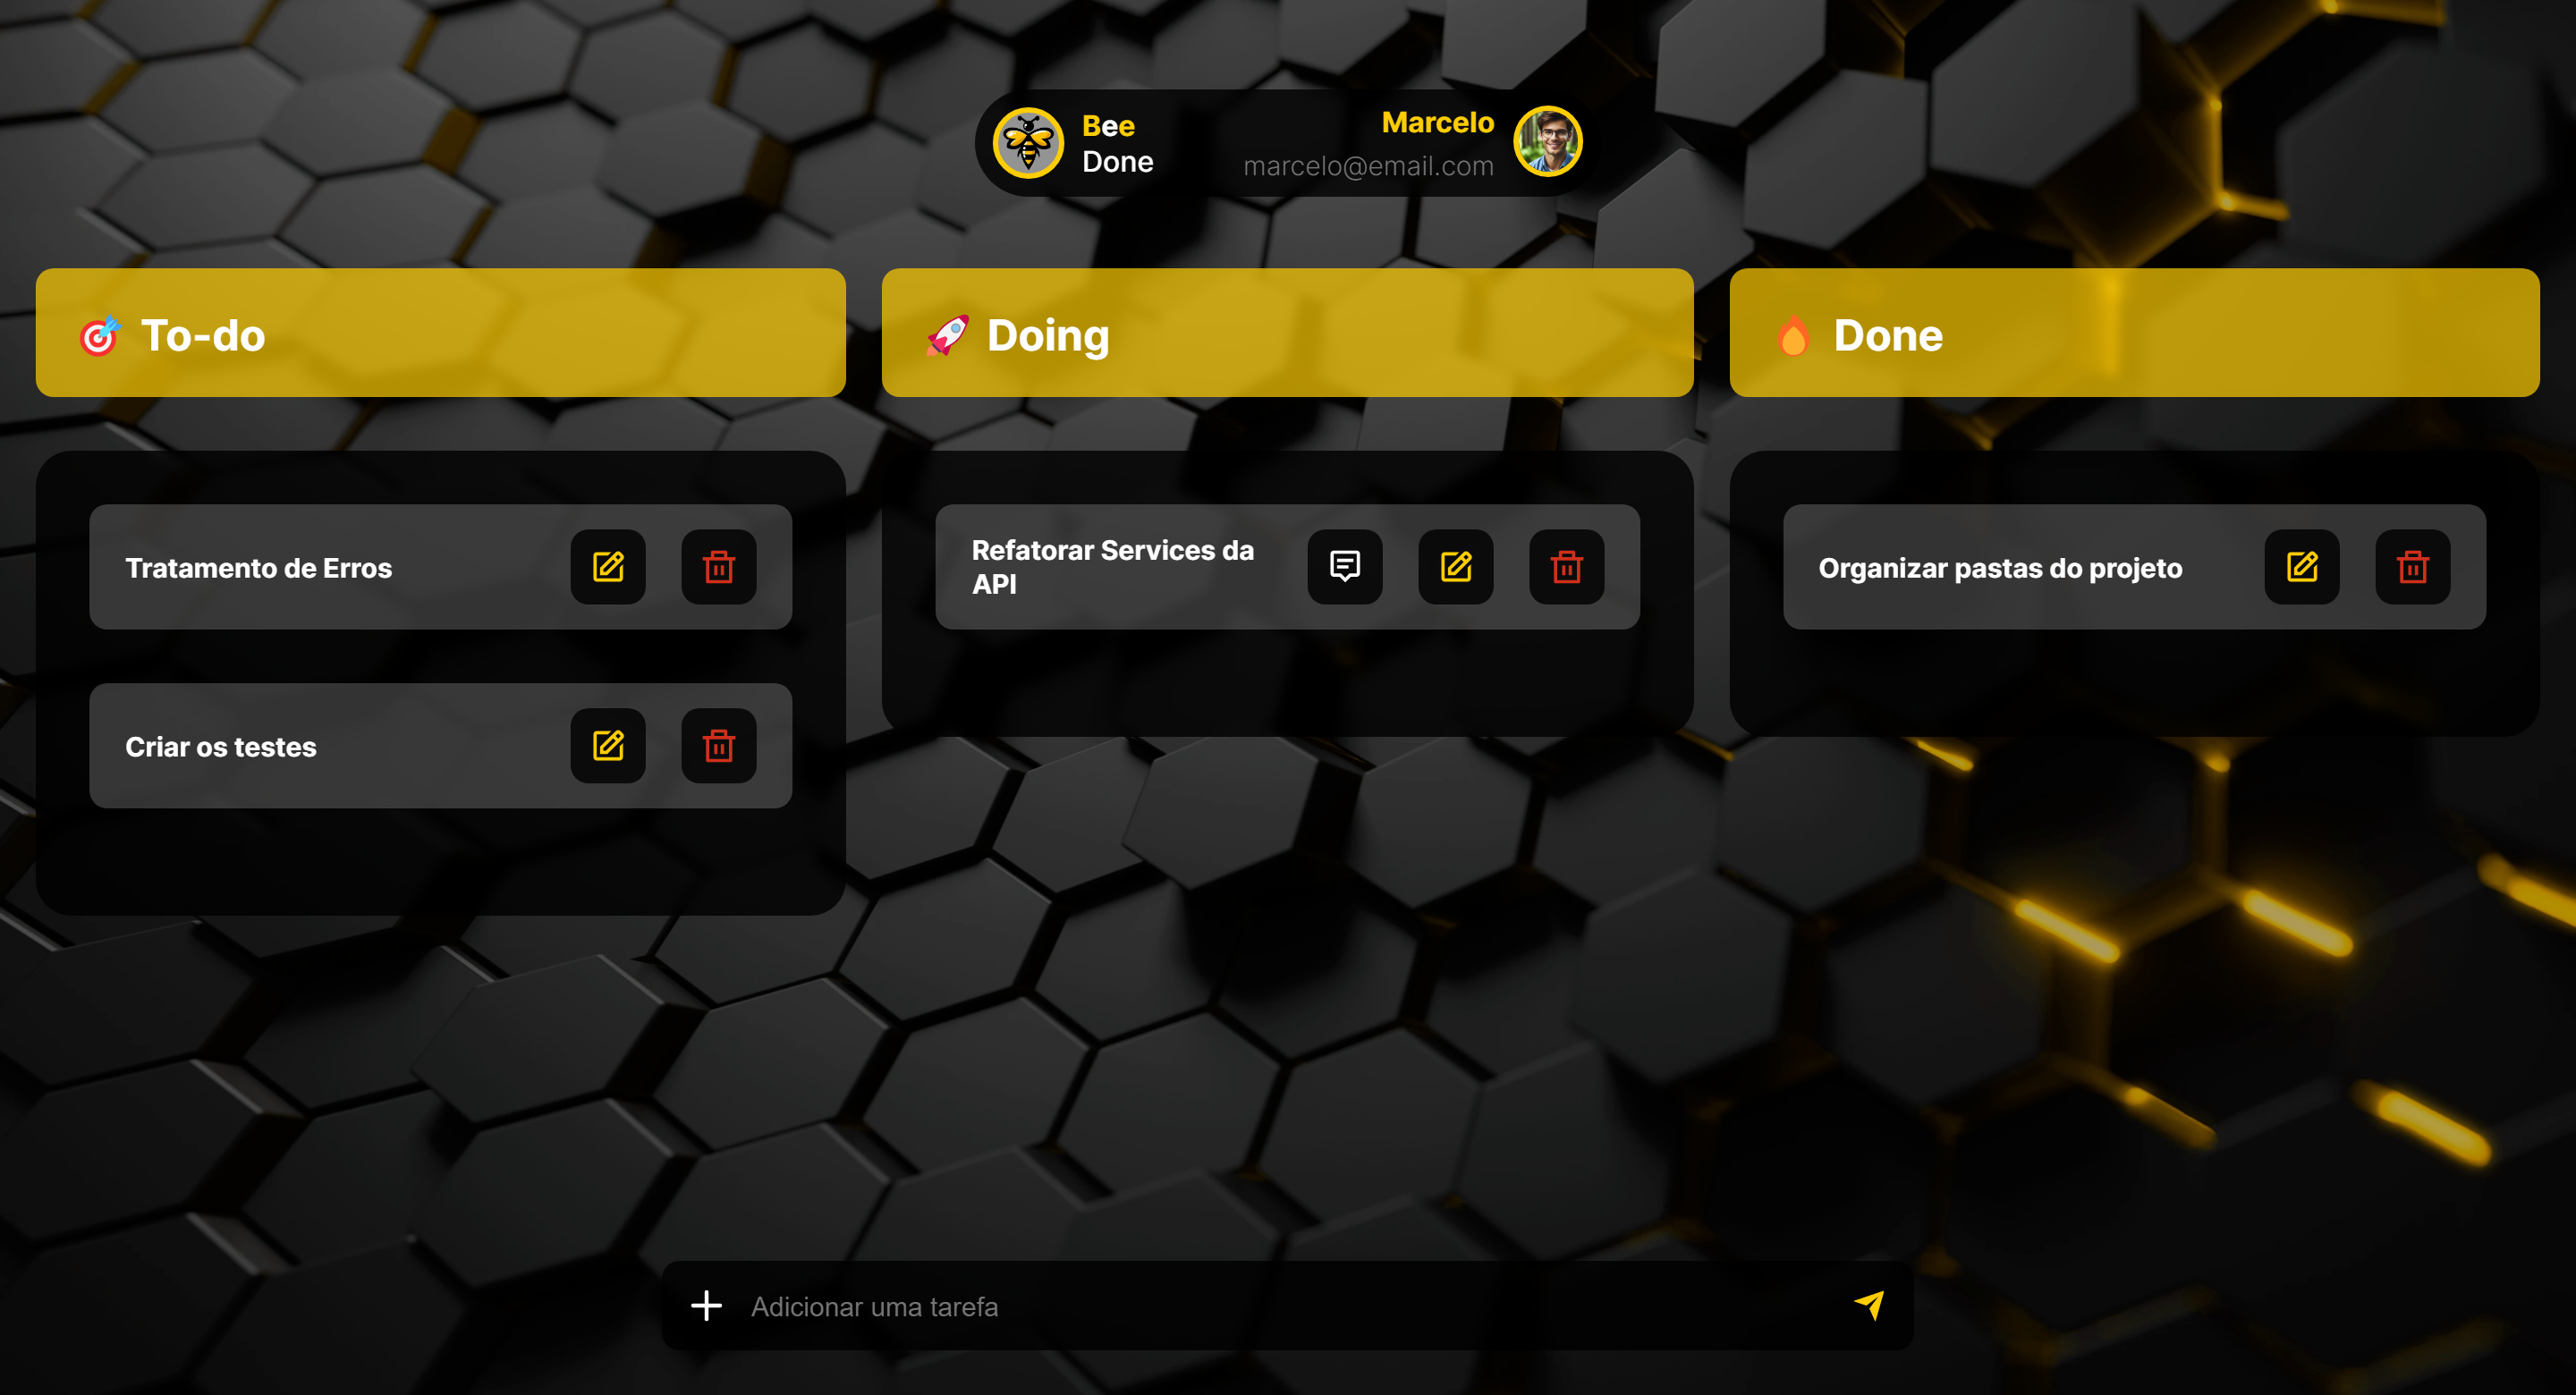 Bee
Done
Marcelo
marcelo@email.com
To-do
Doing
Done
Tratamento de Erros
Criar os testes
Refatorar Services da
API
Organizar pastas do projeto
Adicionar uma tarefa